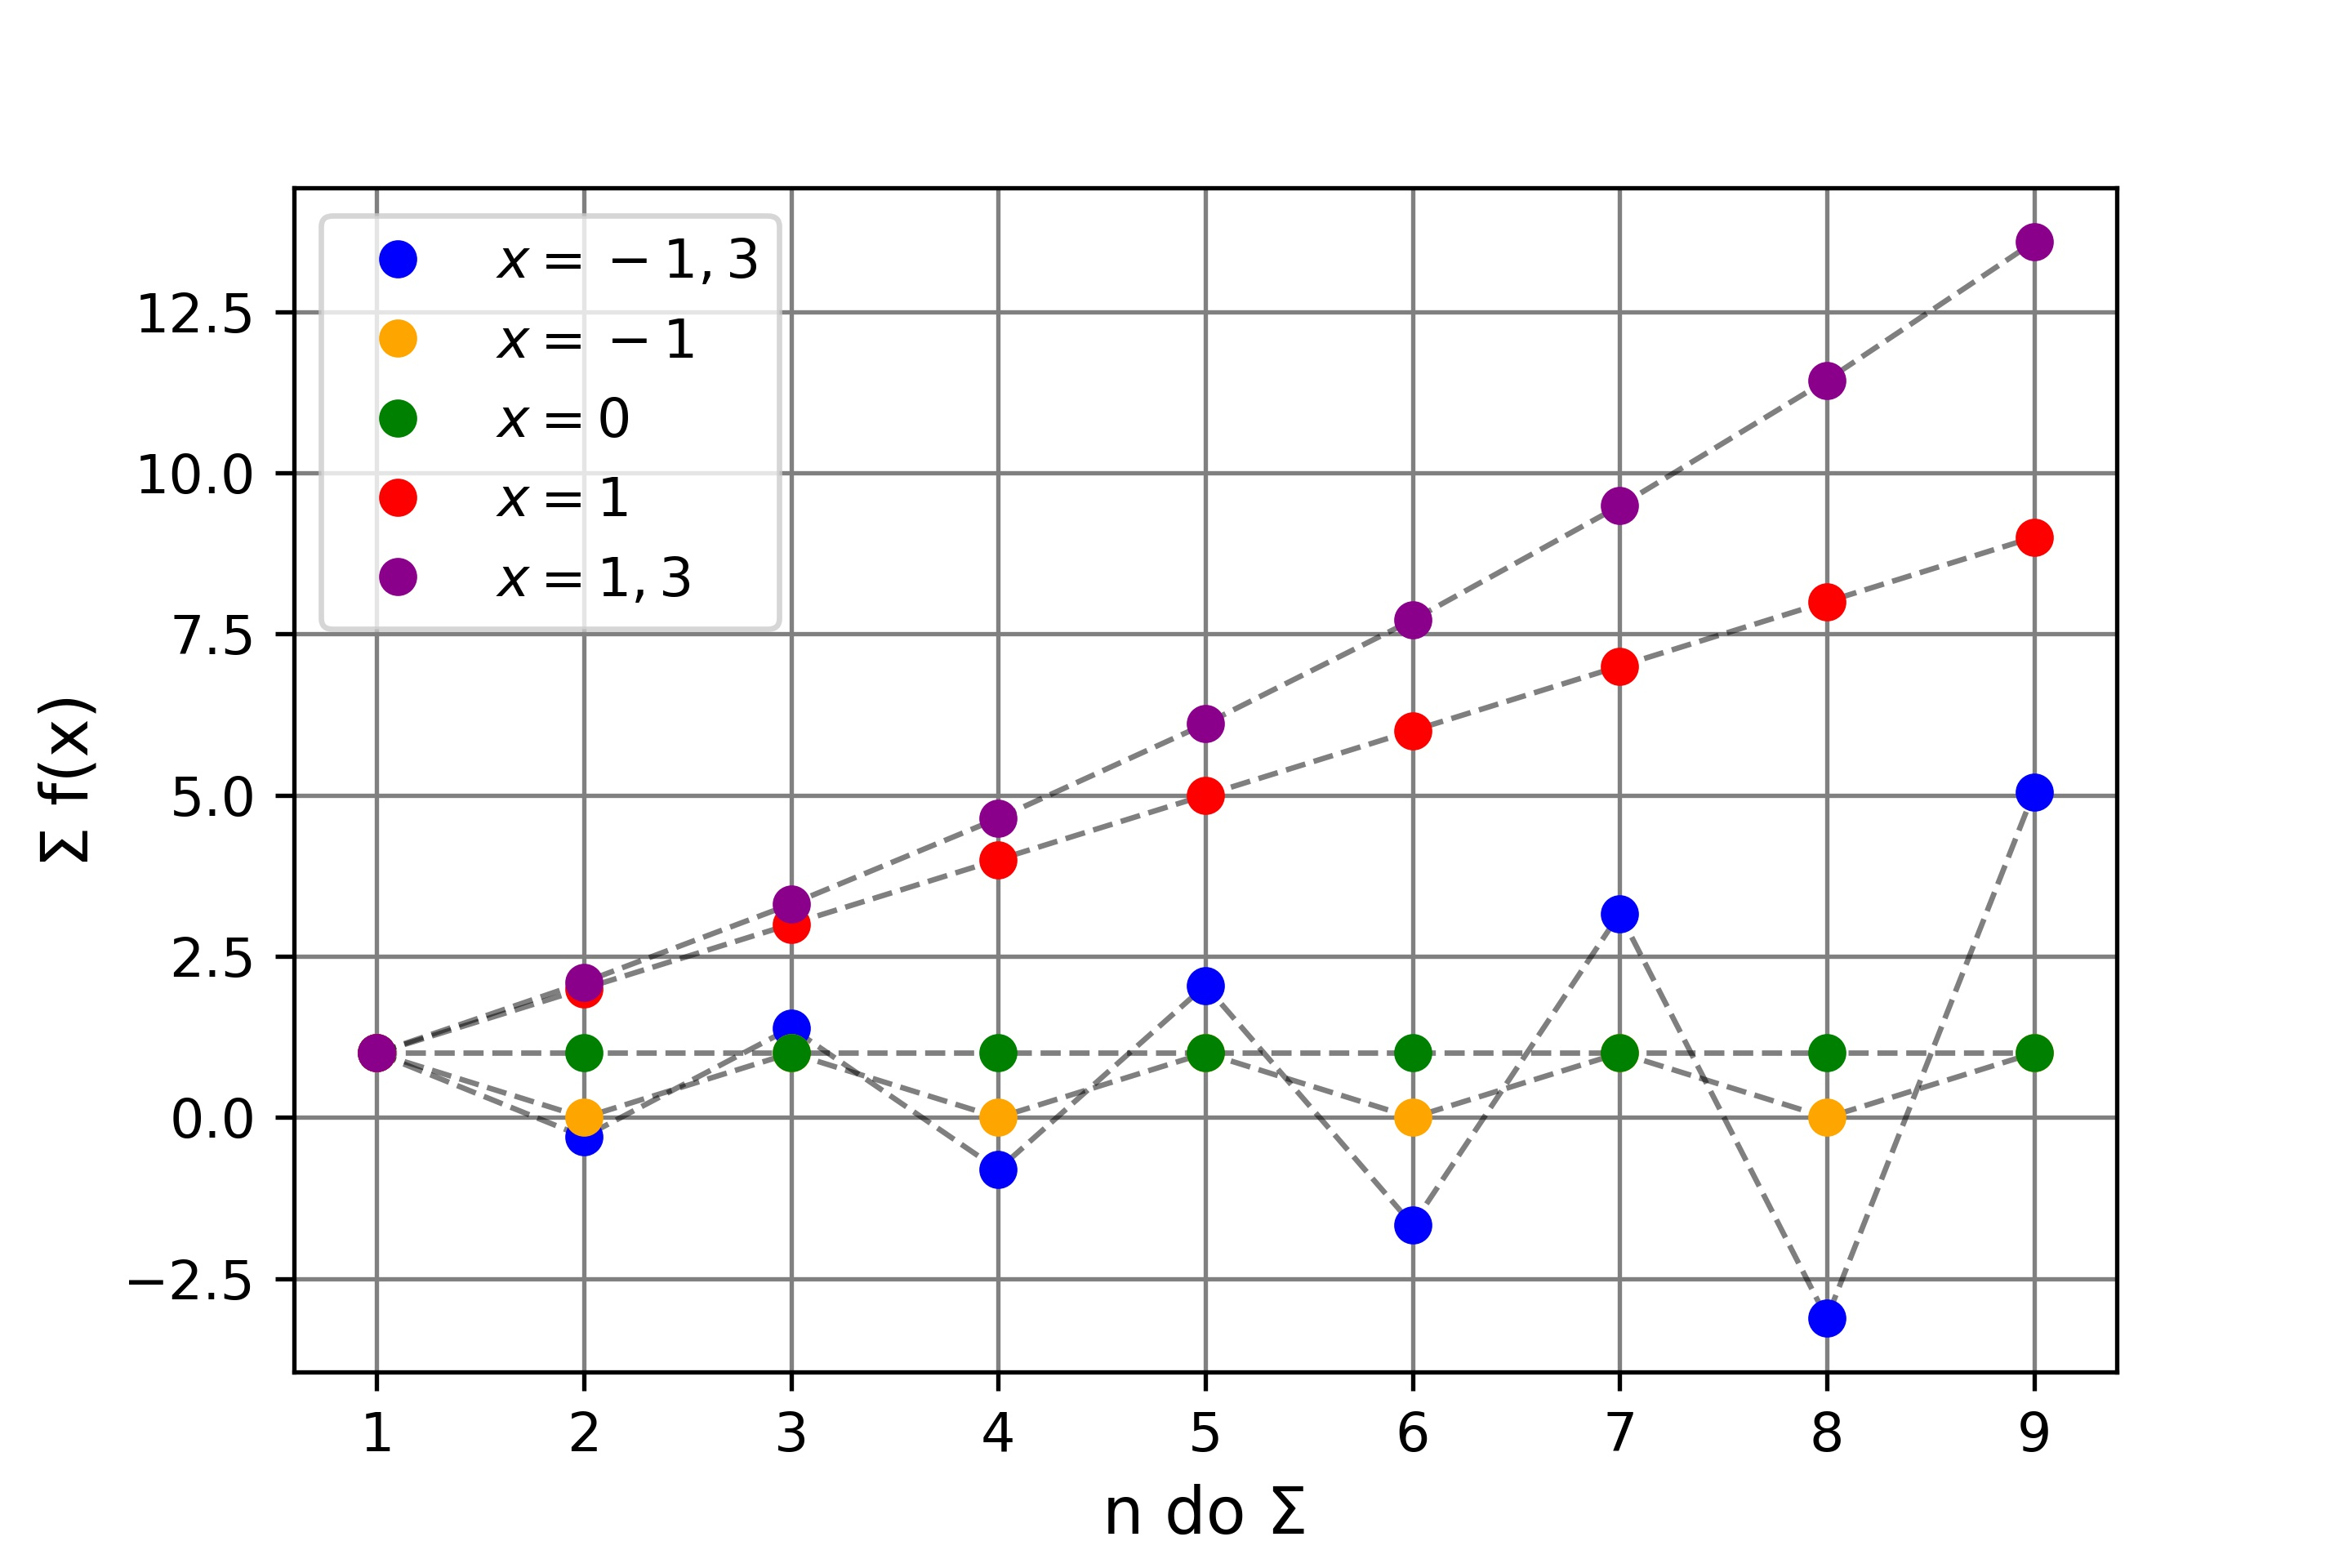 x = − 1, 3
x = − 1
x = 0
x = 1
x = 1, 3
12.5
10.0
7.5
5.0
2.5
0.0
−2.5
Σ f(x)
1 2 3 4 5 6 7 8 9
n do Σ